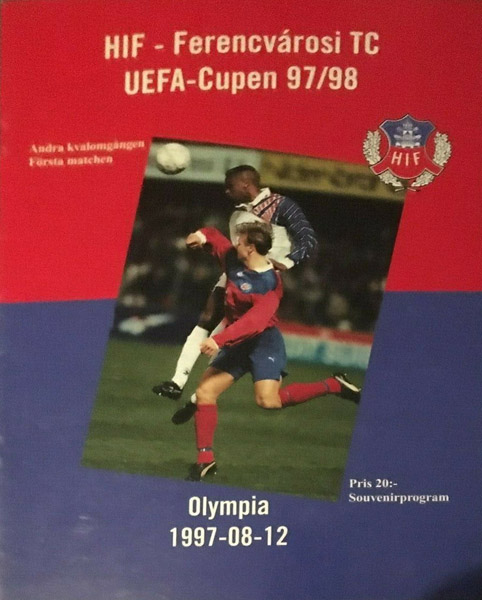 HIF - Ferencvárosi TC
UEFA-Cupen 97/98
Andra kvalomgången
Första matchen
HIF
Pris 20:-
Souvenirprogram
Olympia
1997-08-12